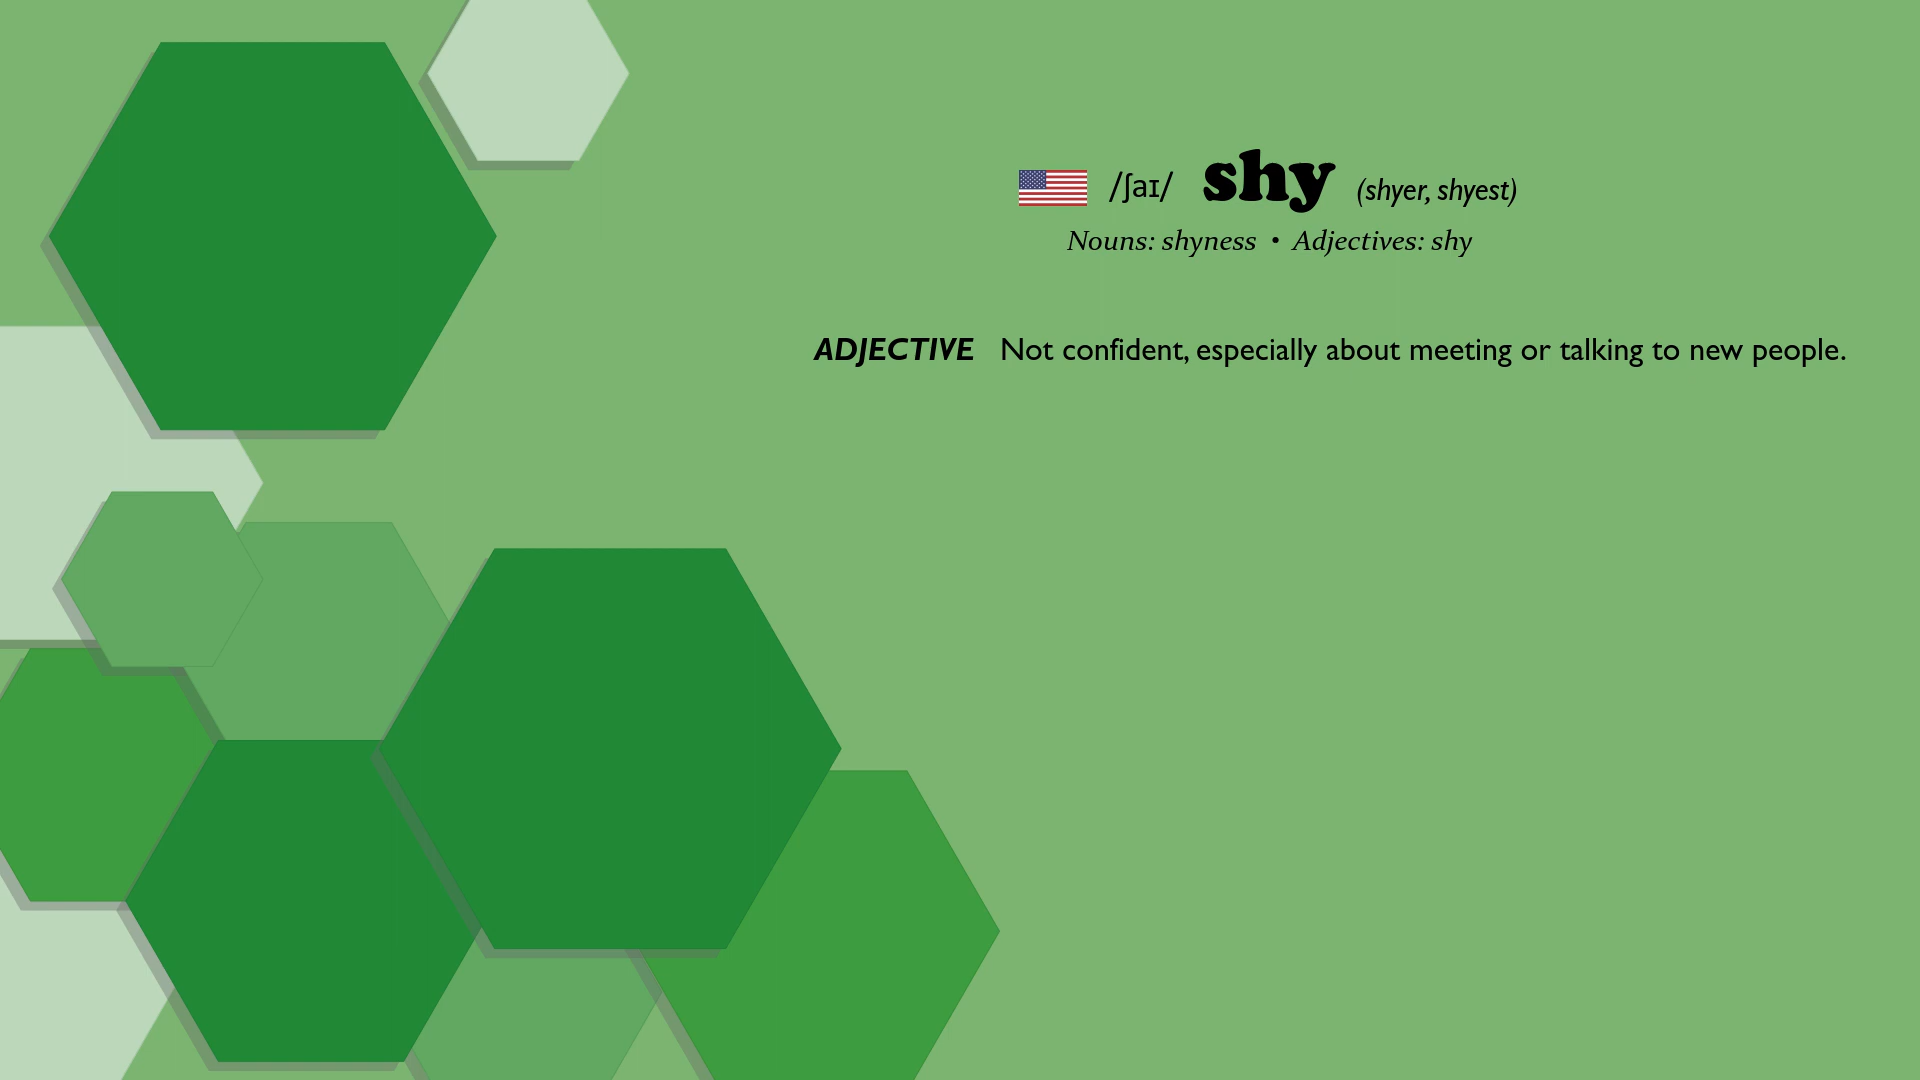 /ʃaɪ/ shy (shyer, shyest)
Nouns: shyness • Adjectives: shy
ADJECTIVE Not confident, especially about meeting or talking to new people.